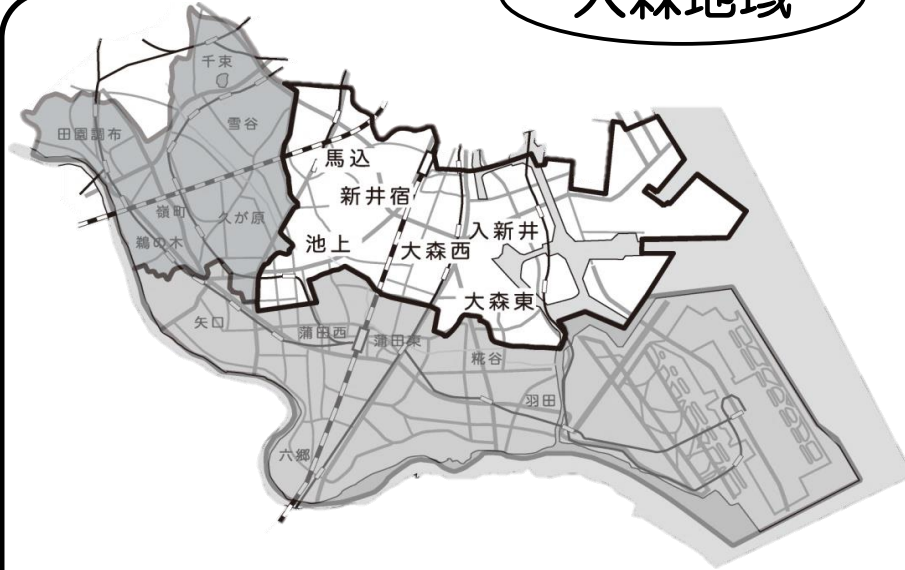 大森地域
千束
雪谷
田園調布
馬込
新井宿
嶺町
久が原
鵜の木
池上
大森西
入新井
大森東
矢口
蒲田西
蒲田東
糀谷
羽田
六郷